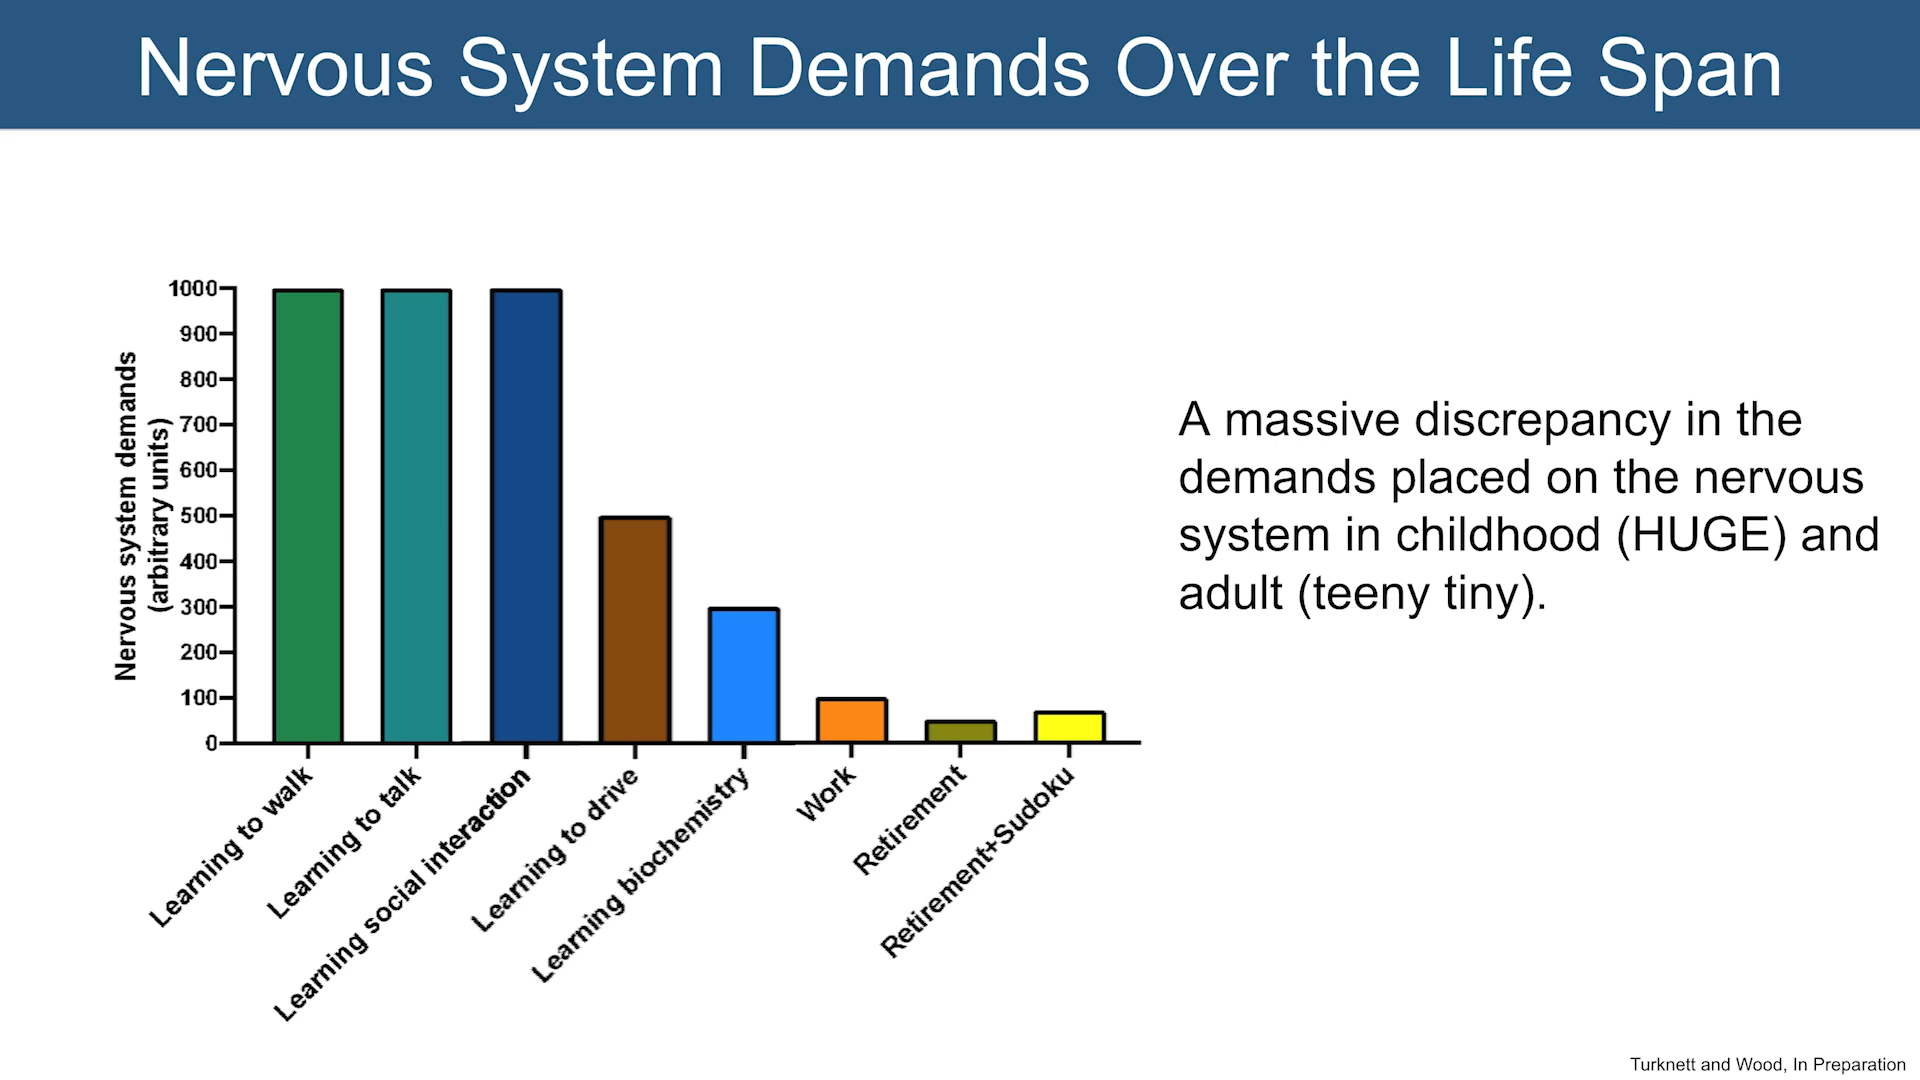 Nervous System Demands Over the Life Span
Nervous system demands
(arbitrary units)
1000
900
800
700
600
500
400
300
200
100
0
Learning to walk
Learning to talk
Learning social interaction
Learning to drive
Learning biochemistry
Work
Retirement
Retirement+Sudoku
A massive discrepancy in the
demands placed on the nervous
system in childhood (HUGE) and
adult (teeny tiny).
Turknett and Wood, In Preparation